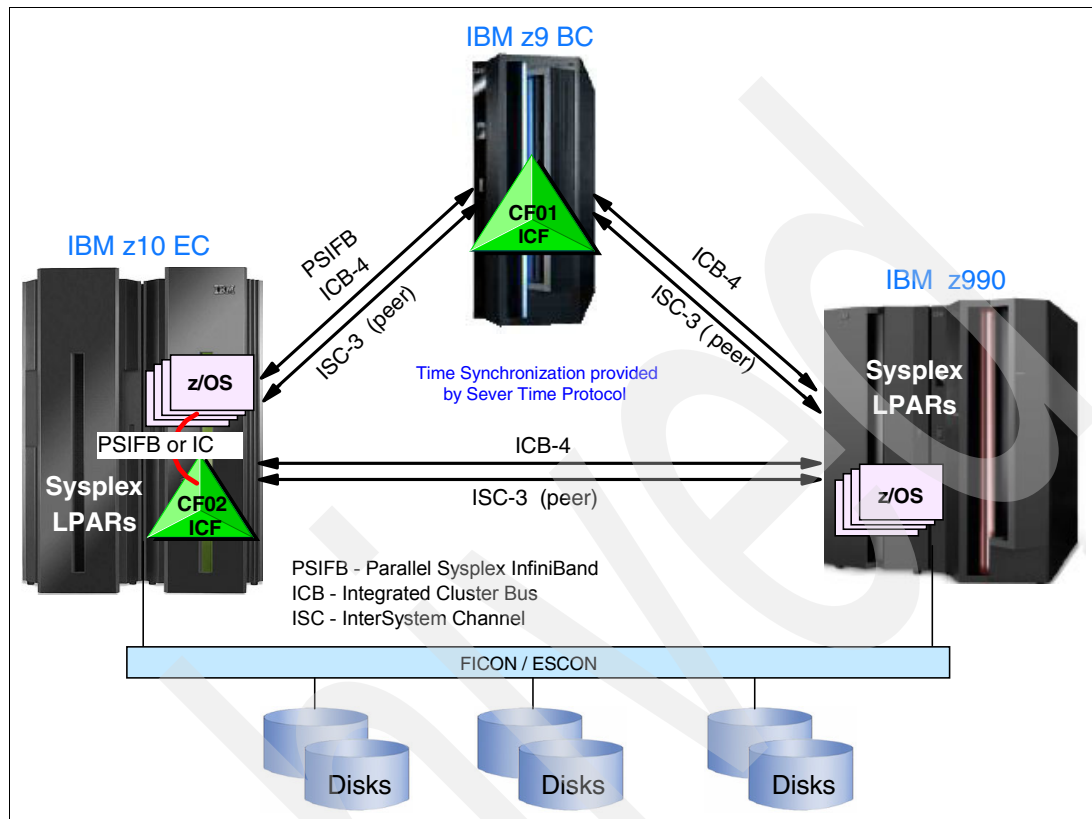 IBM z9 BC
CF01
ICF
IBM z10 EC
PSIFB
ICB-4
ISC-3 (peer)
ICB-4
ISC-3 ( peer)
IBM z990
Time Synchronization provided
by Sever Time Protocol
z/OS
PSIFB or IC
Sysplex
LPARs
CF02
ICF
ICB-4
ISC-3 (peer)
Sysplex
LPARs
z/OS
PSIFB - Parallel Sysplex InfiniBand
ICB - Integrated Cluster Bus
ISC - InterSystem Channel
FICON / ESCON
Disks
Disks
Disks